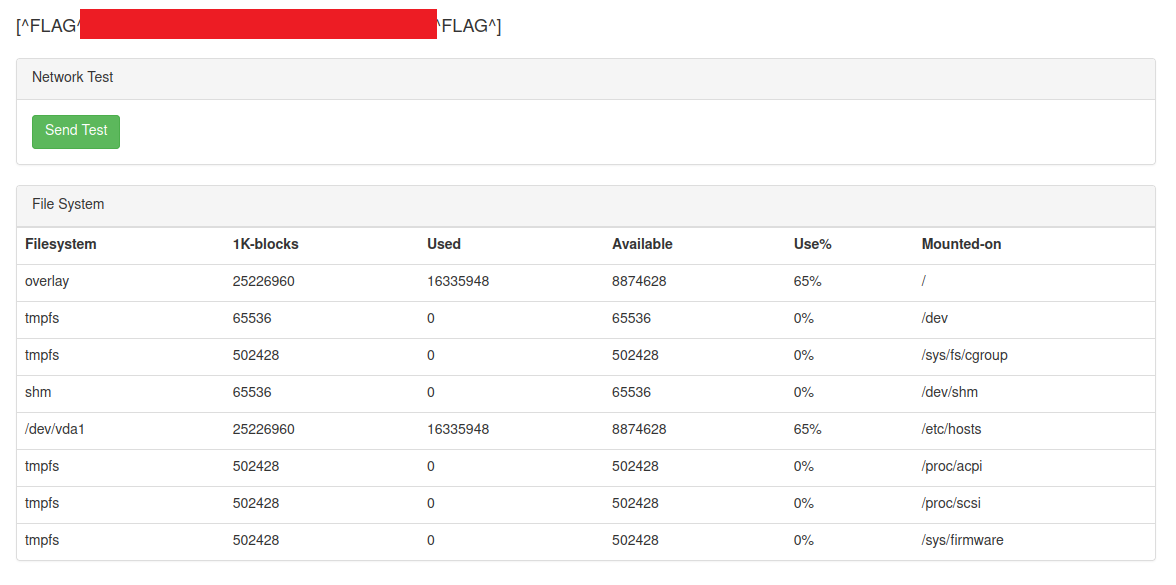 [^FLAG^ ^FLAG^]
Network Test
Send Test
File System
Filesystem 1K-blocks Used Available Use% Mounted-on
overlay 25226960 16335948 8874628 65% /
tmpfs 65536 0 65536 0% /dev
tmpfs 502428 0 502428 0% /sys/fs/cgroup
shm 65536 0 65536 0% /dev/shm
/dev/vda1 25226960 16335948 8874628 65% /etc/hosts
tmpfs 502428 0 502428 0% /proc/acpi
tmpfs 502428 0 502428 0% /proc/scsi
tmpfs 502428 0 502428 0% /sys/firmware